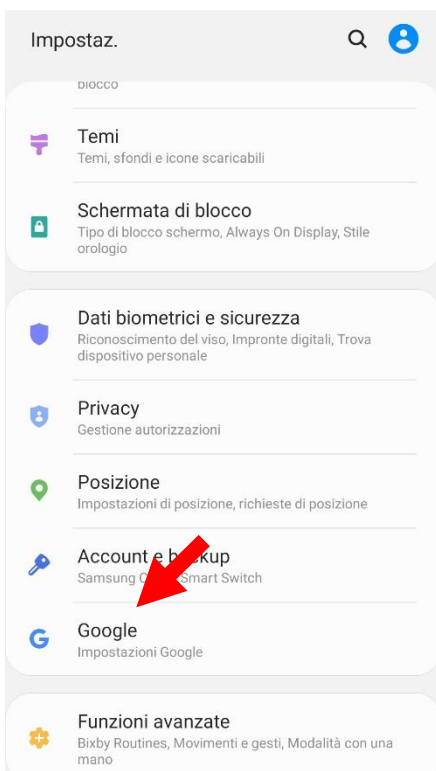 Impostaz.
blocco
Temi
Temi, sfondi e icone scaricabili
Schermata di blocco
Tipo di blocco schermo, Always On Display, Stile
orologio
Dati biometrici e sicurezza
Riconoscimento del viso, Impronte digitali, Trova
dispositivo personale
Privacy
Gestione autorizzazioni
Posizione
Impostazioni di posizione, richieste di posizione
Account e backup
Samsung Smart Switch
Google
Impostazioni Google
Funzioni avanzate
Bixby Routines, Movimenti e gesti, Modalità con una
mano